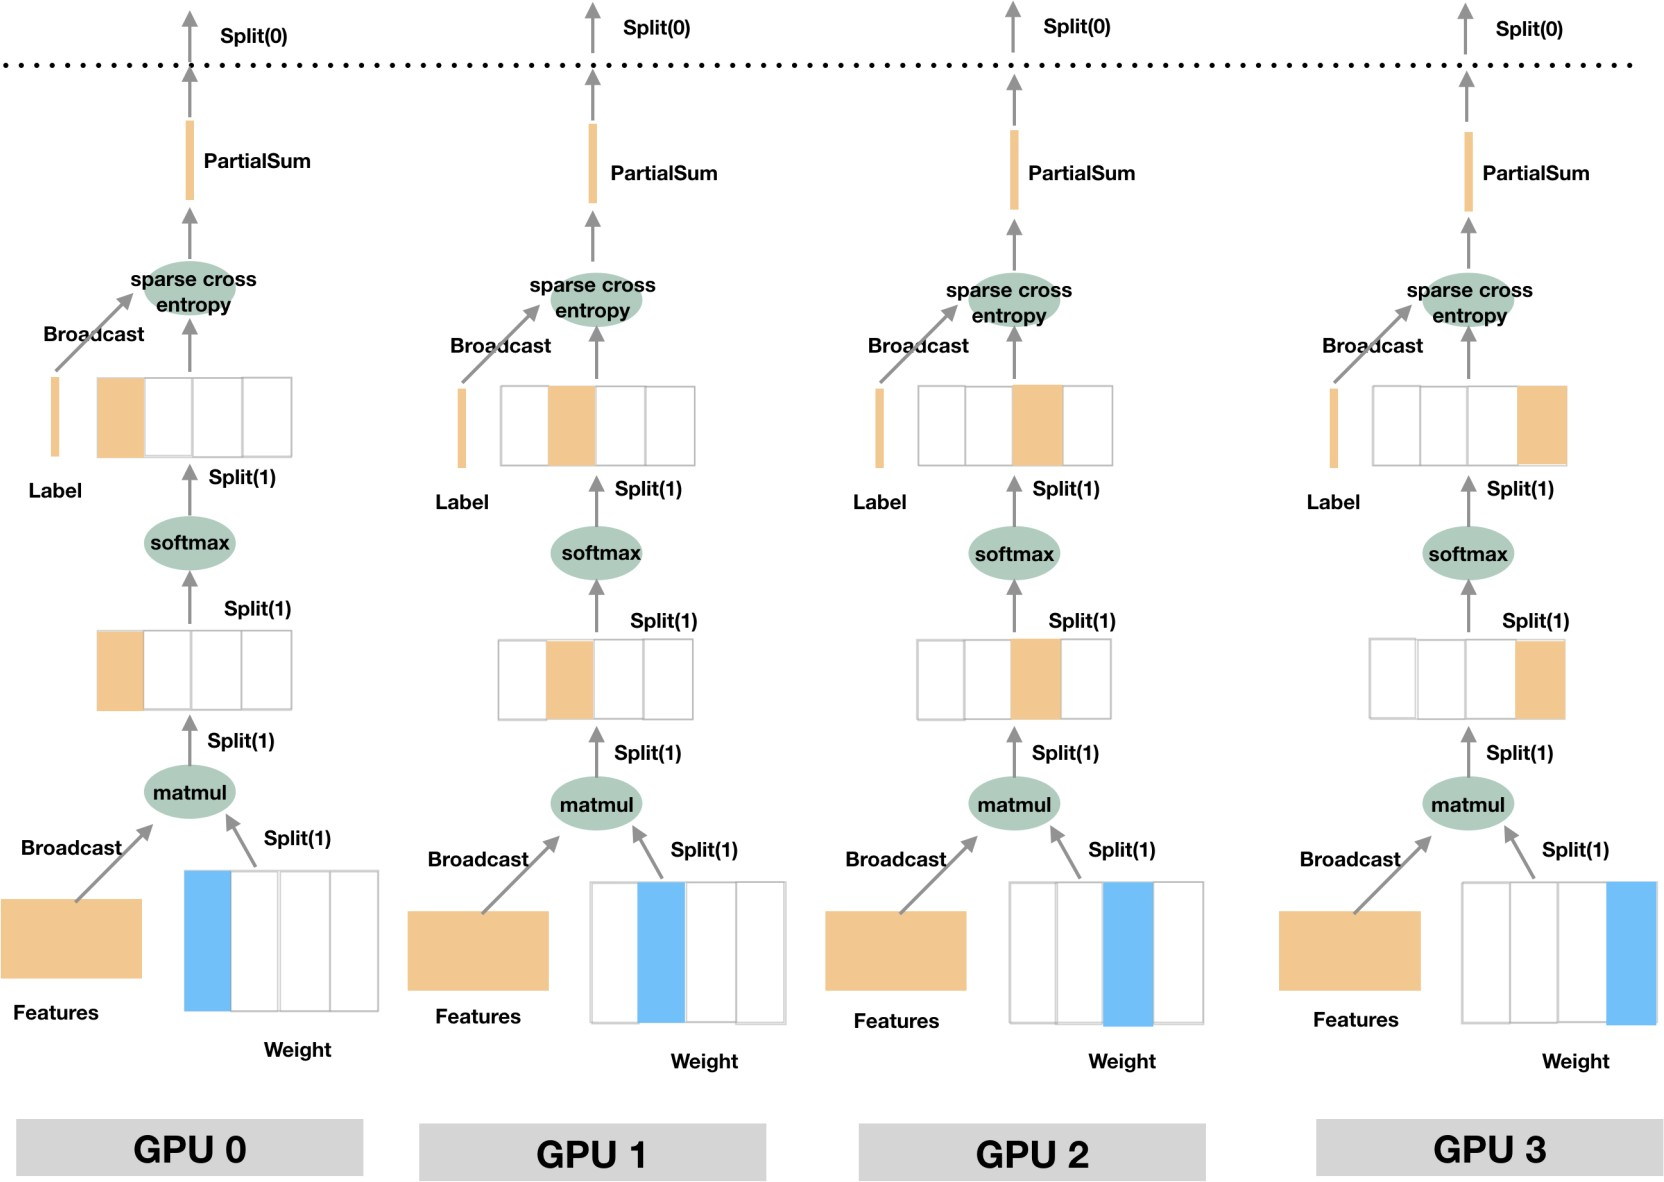 Split(0)
Split(0)
Split(0)
Split(0)
PartialSum
PartialSum
PartialSum
PartialSum
sparse cross
entropy
sparse cross
entropy
sparse cross
entropy
sparse cross
entropy
Broadcast
Broadcast
Broadcast
Broadcast
Label
Split(1)
Label
Split(1)
Label
Split(1)
Label
Split(1)
softmax
softmax
softmax
softmax
Split(1)
Split(1)
Split(1)
Split(1)
Split(1)
Split(1)
Split(1)
Split(1)
matmul
matmul
matmul
matmul
Broadcast
Split(1)
Broadcast
Split(1)
Broadcast
Split(1)
Broadcast
Split(1)
Features
Features
Features
Features
Weight
Weight
Weight
Weight
GPU 0
GPU 1
GPU 2
GPU 3